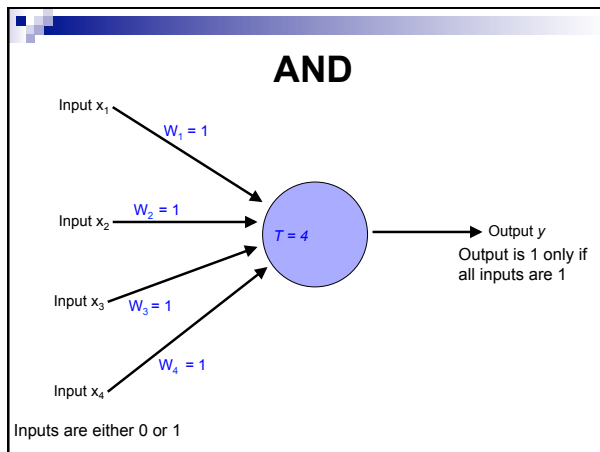 AND
Input x₁
W₁ = 1
Input x₂
W₂ = 1
T = 4
Output y
Output is 1 only if
all inputs are 1
Input x₃
W₃ = 1
W₄ = 1
Input x₄
Inputs are either 0 or 1